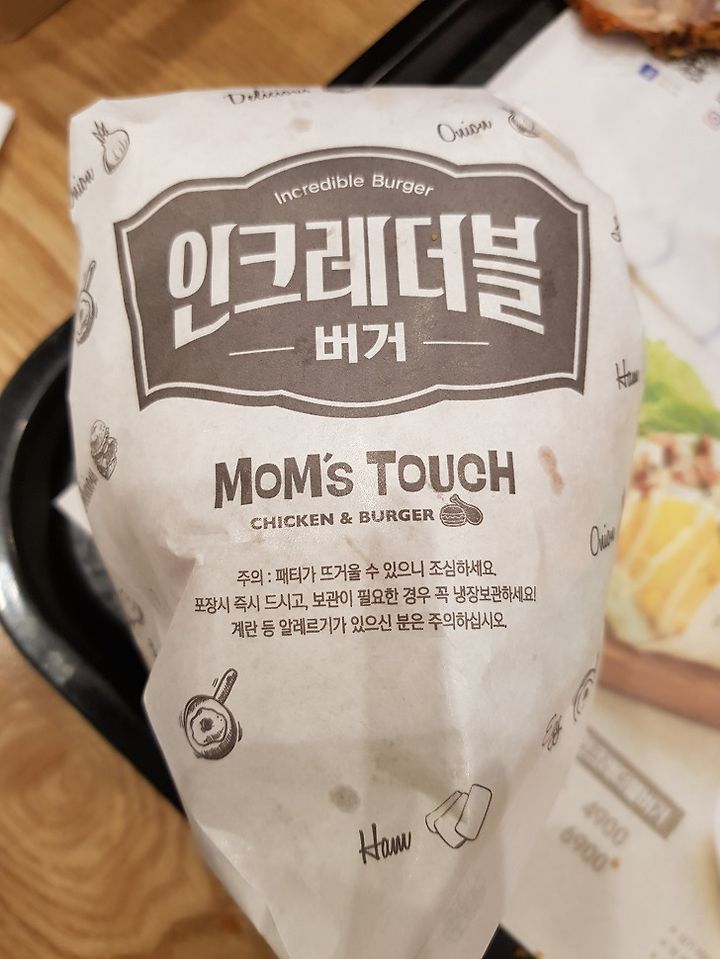 Delicious
Onion
Onion
Incredible Burger
인크레더블
버거
Ham
MOM'S TOUCH
CHICKEN & BURGER
Onion
주의 : 패티가 뜨거울 수 있으니 조심하세요.
포장시 즉시 드시고, 보관이 필요한 경우 꼭 냉장보관하세요!
계란 등 알레르기가 있으신 분은 주의하십시오.
Egg
Ham
4900
6900